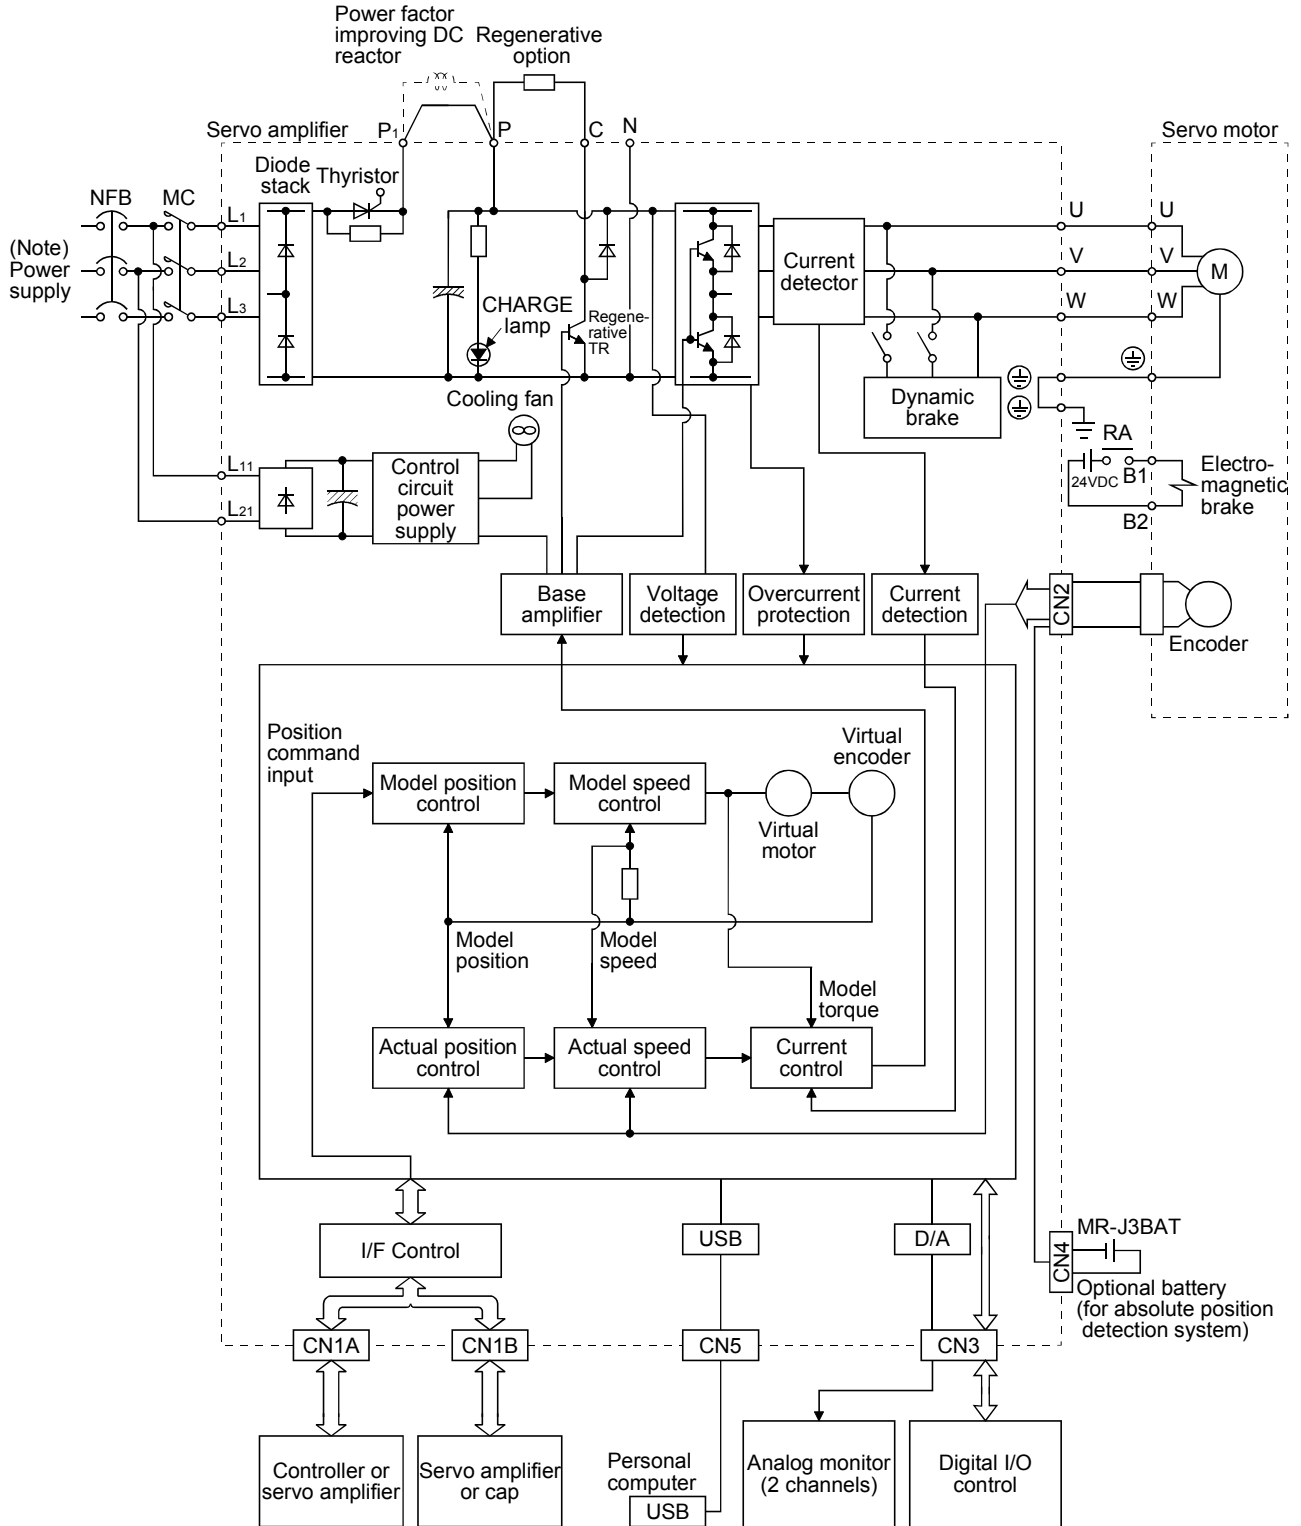 Power factor
improving DC
reactor
Regenerative
option
Servo amplifier
P1
P
C
N
Servo motor
Diode
stack
Thyristor
NFB
MC
L1
L2
L3
(Note)
Power
supply
CHARGE
lamp
Regene-
rative
TR
Current
detector
U
V
W
U
V
W
M
Dynamic
brake
Cooling fan
RA
24VDC
B1
B2
Electro-
magnetic
brake
L11
L21
Control
circuit
power
supply
Base
amplifier
Voltage
detection
Overcurrent
protection
Current
detection
CN2
Encoder
Position
command
input
Model position
control
Model speed
control
Virtual
encoder
Virtual
motor
Model
position
Model
speed
Model
torque
Actual position
control
Actual speed
control
Current
control
I/F Control
USB
D/A
CN4
MR-J3BAT
Optional battery
(for absolute position
detection system)
CN1A
CN1B
CN5
CN3
Controller or
servo amplifier
Servo amplifier
or cap
Personal
computer
USB
Analog monitor
(2 channels)
Digital I/O
control